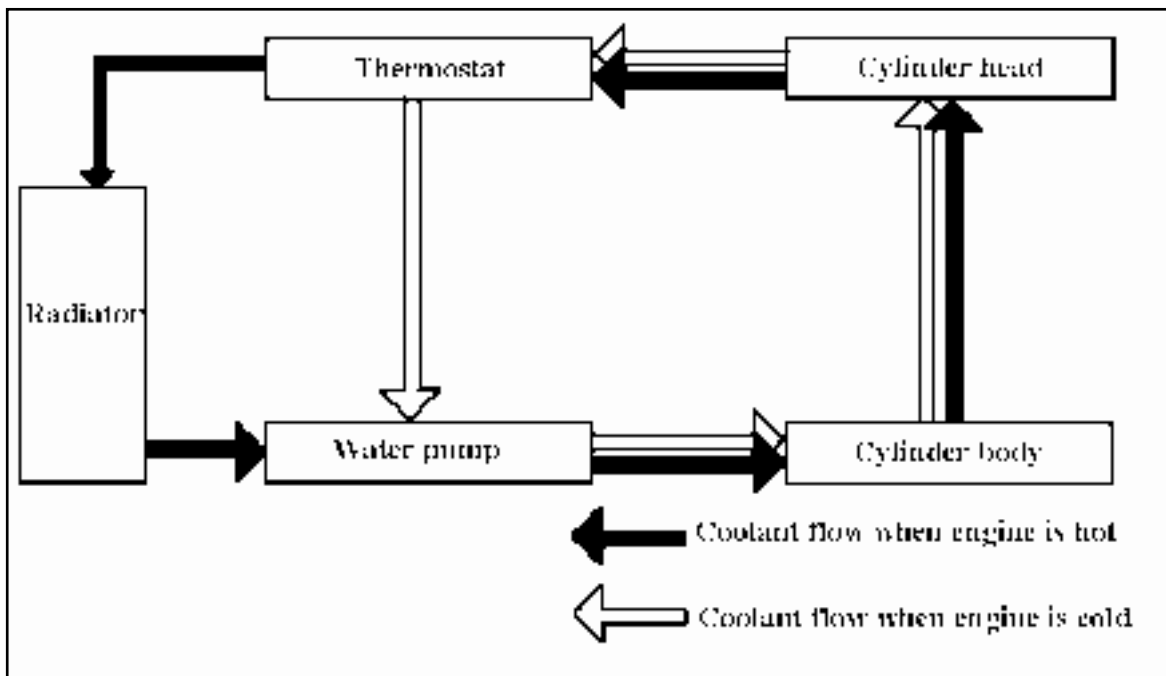 Thermostat
Cylinder head
Radiator
Water pump
Cylinder body
Coolant flow when engine is hot
Coolant flow when engine is cold